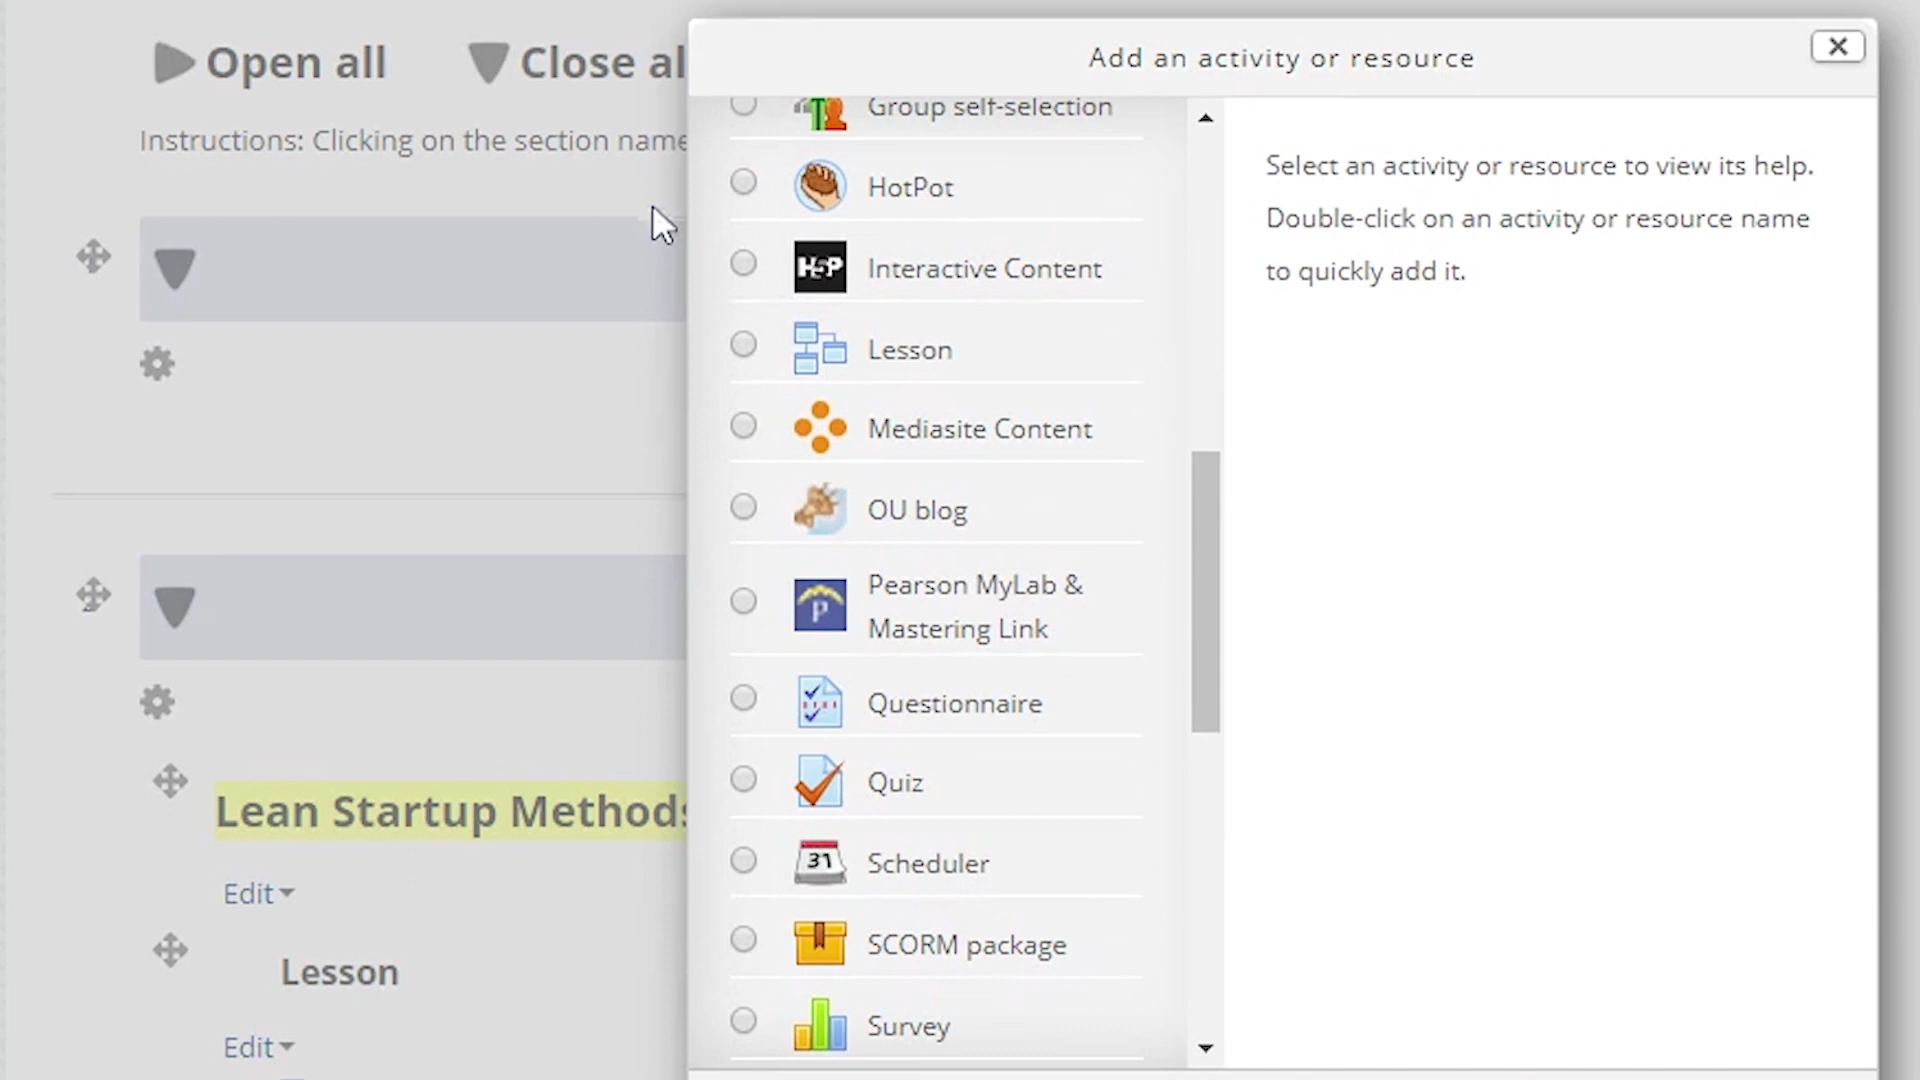 Open all
Close al
Instructions: Clicking on the section name
Lean Startup Methods
Edit
Lesson
Edit
Add an activity or resource
Group self-selection
HotPot
H5P
Interactive Content
Lesson
Mediasite Content
OU blog
P
Pearson MyLab &
Mastering Link
Questionnaire
Quiz
31
Scheduler
SCORM package
Survey
Select an activity or resource to view its help.
Double-click on an activity or resource name
to quickly add it.